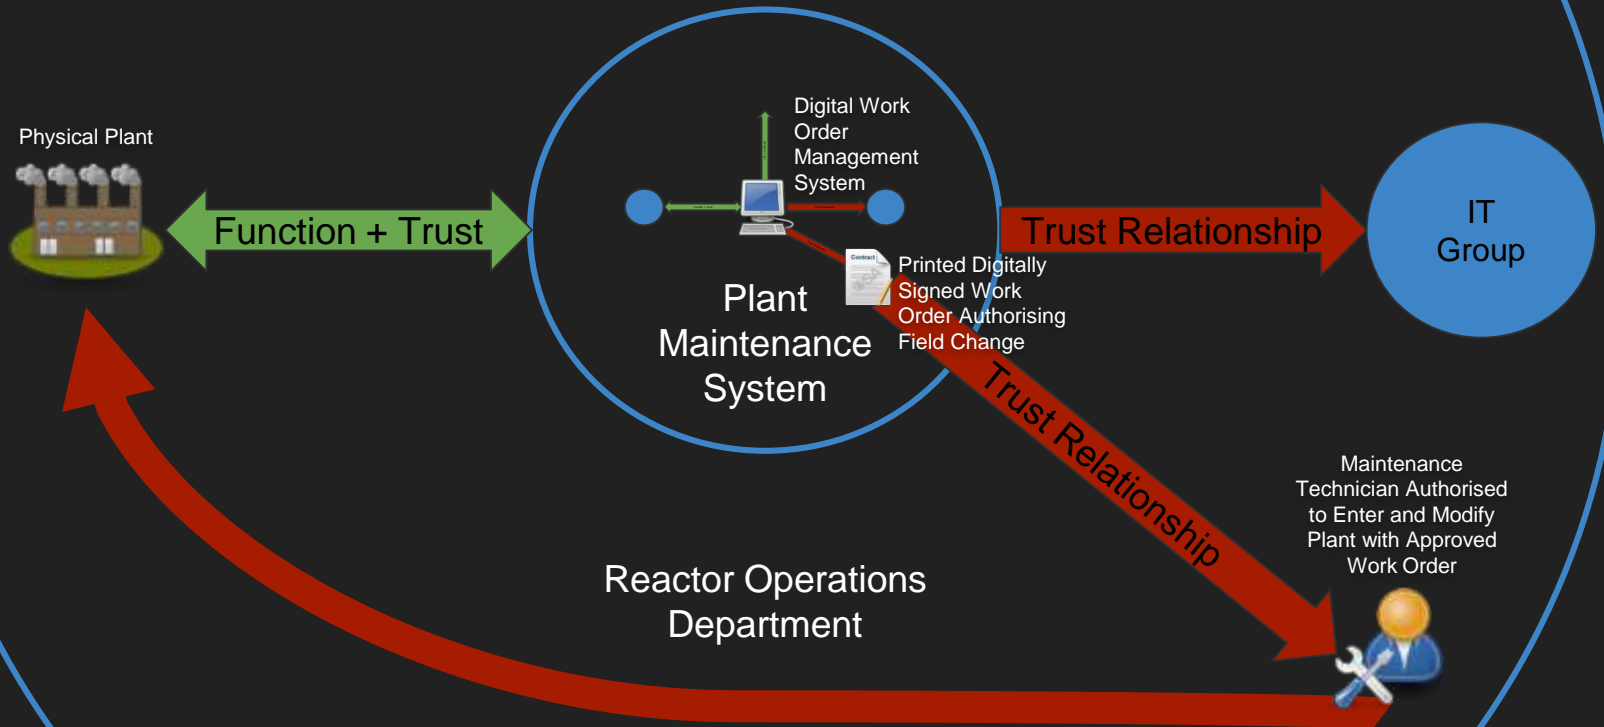 Physical Plant
Function + Trust
Digital Work
Order
Management
System
Contract
Printed Digitally
Signed Work
Order Authorising
Field Change
Plant
Maintenance
System
Trust Relationship
IT
Group
Trust Relationship
Maintenance
Technician Authorised
to Enter and Modify
Plant with Approved
Work Order
Reactor Operations
Department